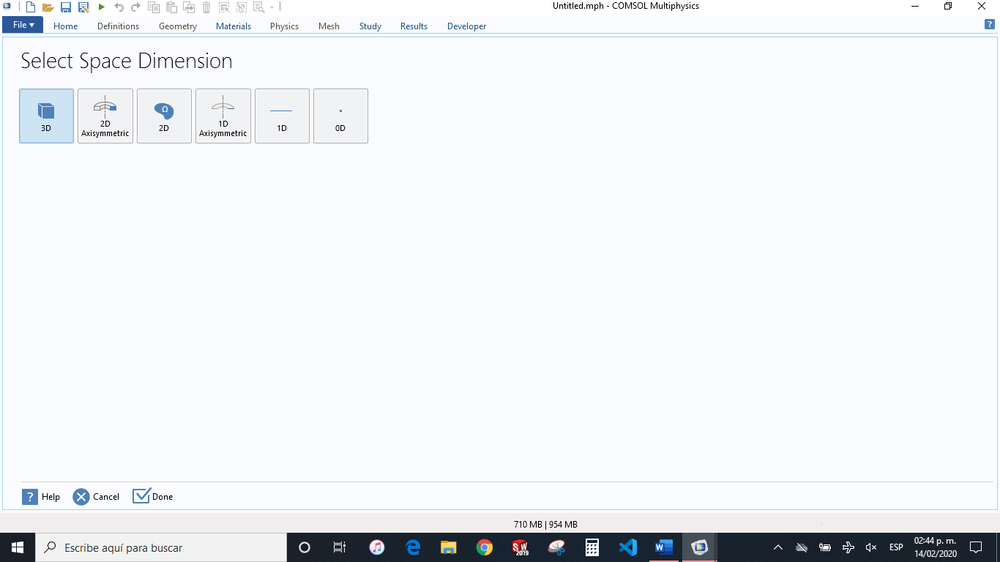 Untitled.mph - COMSOL Multiphysics
File Home Definitions Geometry Materials Physics Mesh Study Results Developer ?
Select Space Dimension
3D
2D
Axisymmetric
Ω
2D
1D
Axisymmetric
1D
0D
? Help Cancel Done
710 MB | 954 MB
Escribe aquí para buscar
SW
2019
W
ESP
02:44 p. m.
14/02/2020